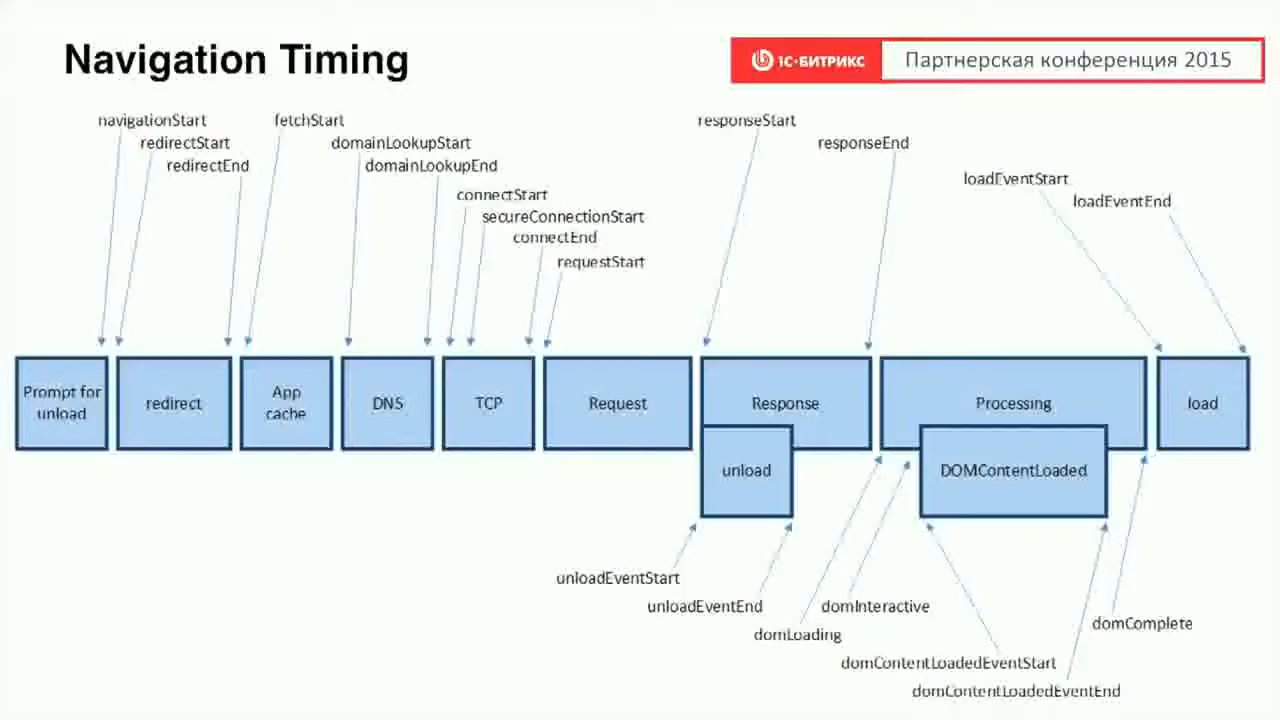 Navigation Timing
1С·БИТРИКС
Партнерская конференция 2015
navigationStart
redirectStart
redirectEnd
fetchStart
domainLookupStart
domainLookupEnd
connectStart
secureConnectionStart
connectEnd
requestStart
responseStart
responseEnd
loadEventStart
loadEventEnd
Prompt for
unload
redirect
App
cache
DNS
TCP
Request
Response
Processing
load
unload
DOMContentLoaded
unloadEventStart
unloadEventEnd
domLoading
domInteractive
domContentLoadedEventStart
domContentLoadedEventEnd
domComplete